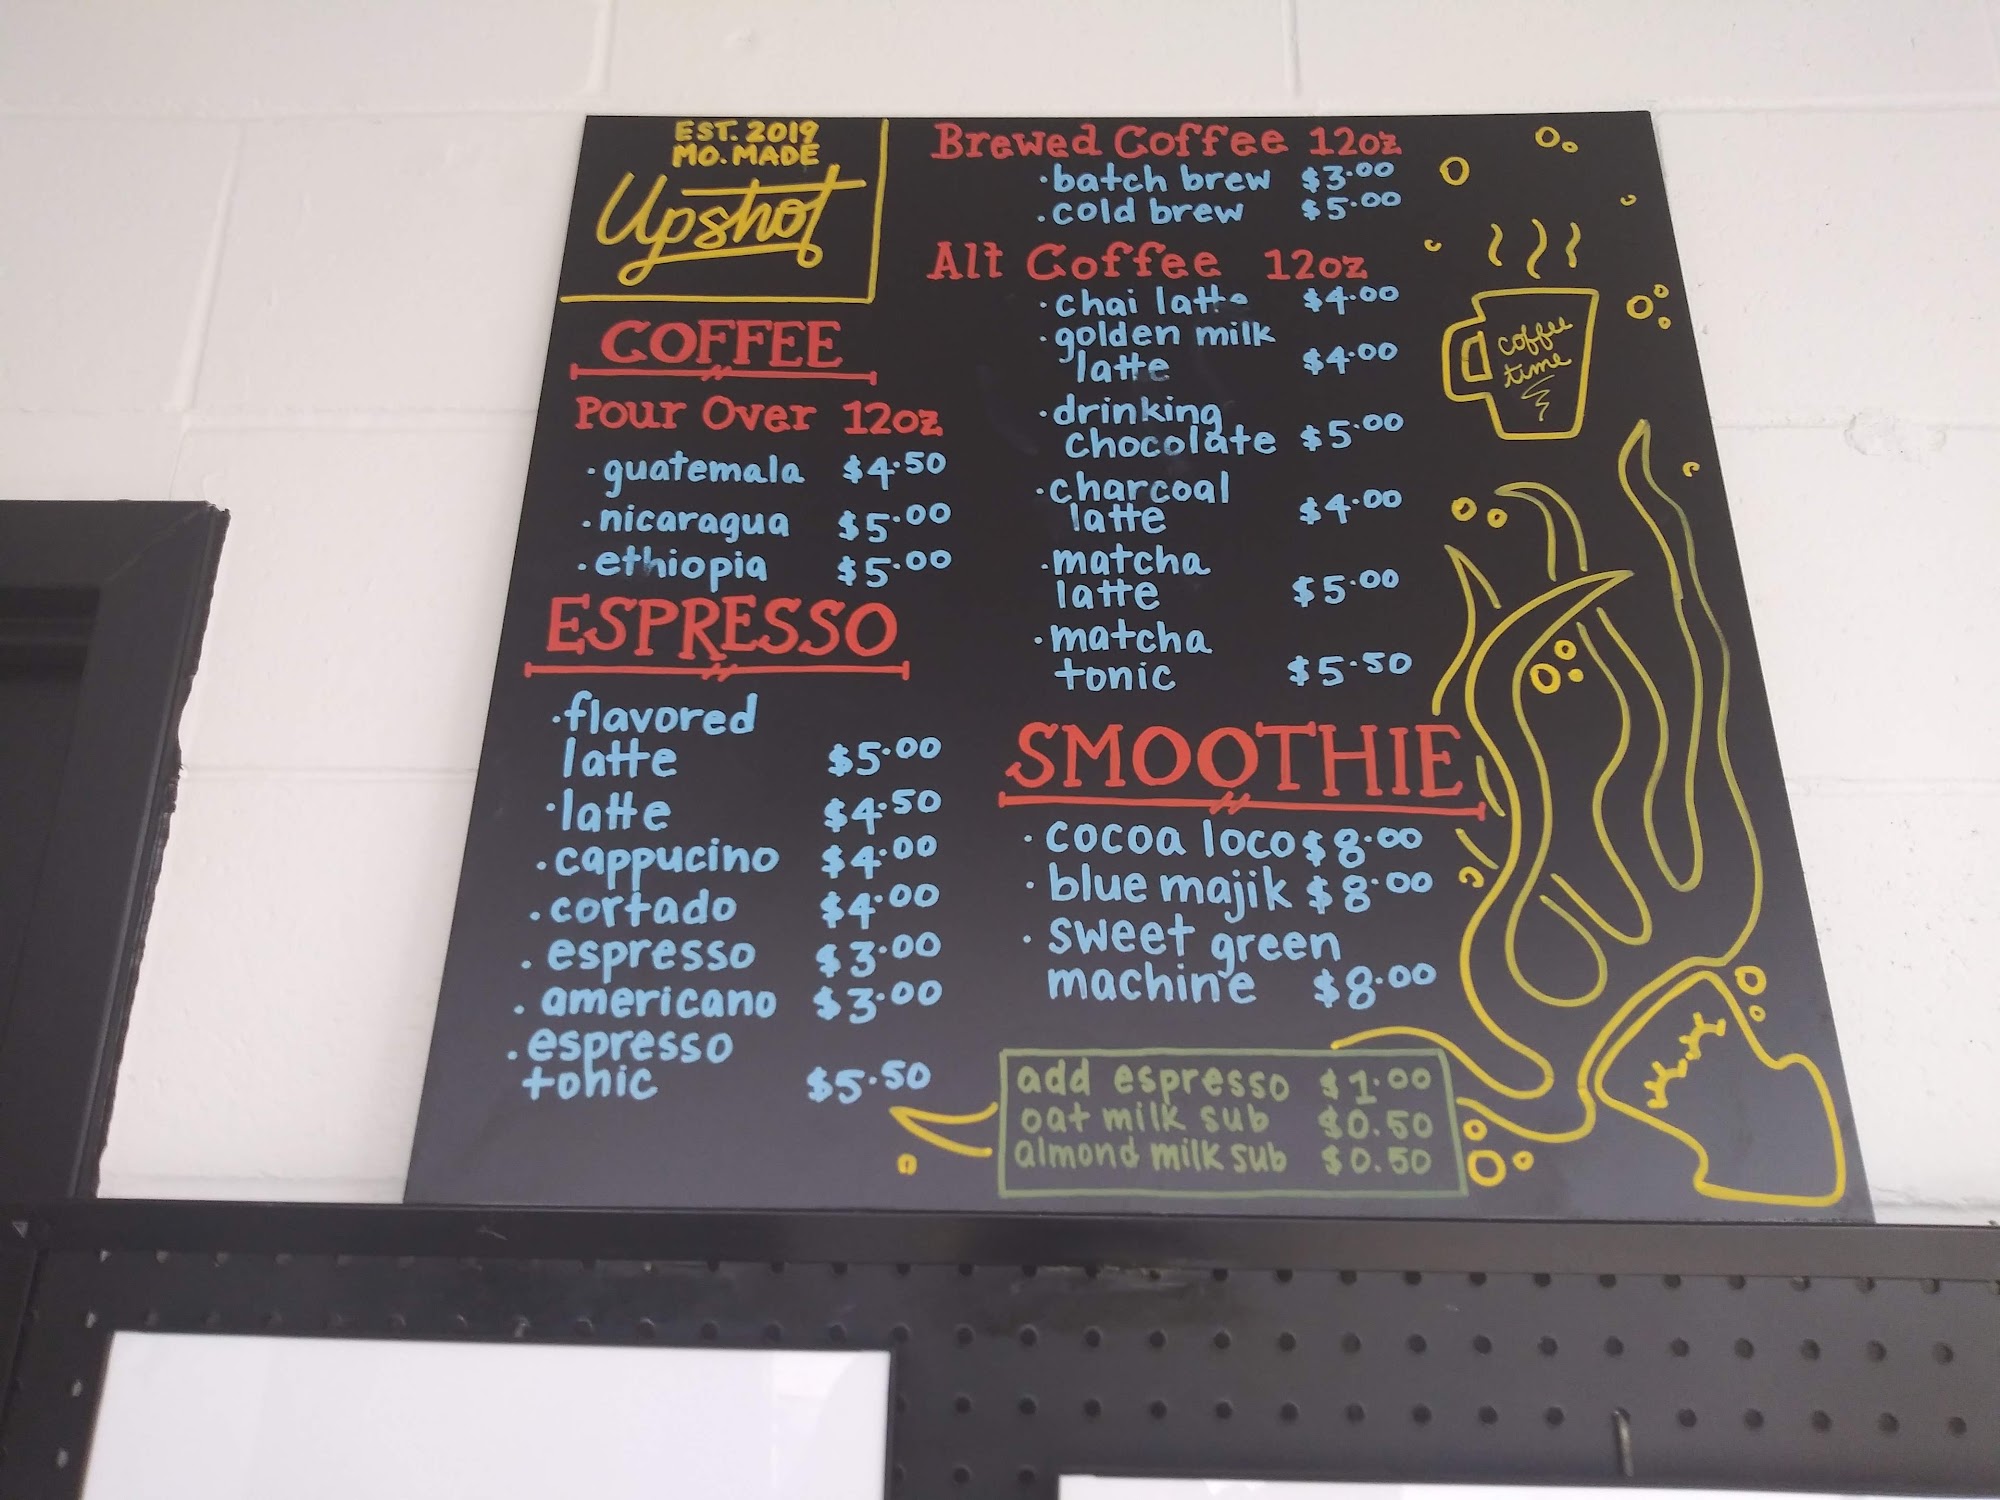 EST. 2019
MO. MADE
Upshot
COFFEE
Pour Over 12oz
· guatemala $4.50
· nicaragua $5.00
· ethiopia $5.00
ESPRESSO
· flavored
latte $5.00
· latte $4.50
· cappucino $4.00
· cortado $4.00
· espresso $3.00
· americano $3.00
· espresso
tonic $5.50
Brewed Coffee 12oz
· batch brew $3.00
· cold brew $5.00
Alt Coffee 12oz
· chai latte $4.00
· golden milk
latte $4.00
· drinking
chocolate $5.00
· charcoal
latte $4.00
· matcha
latte $5.00
· matcha
tonic $5.50
SMOOTHIE
· cocoa loco $8.00
· blue majik $8.00
· sweet green
machine $8.00
add espresso $1.00
oat milk sub $0.50
almond milk sub $0.50
coffee
time